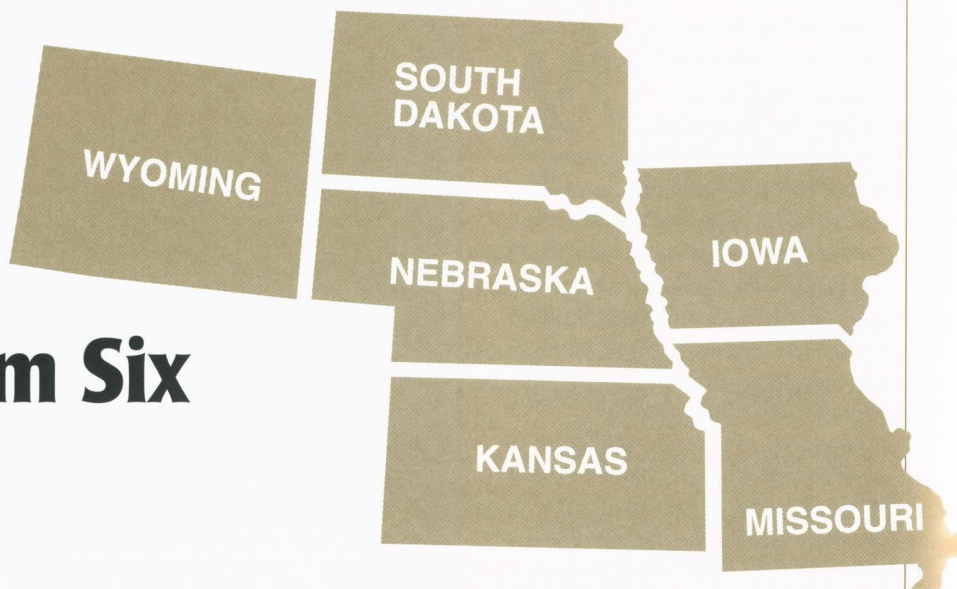 SOUTH
DAKOTA
WYOMING
IOWA
NEBRASKA
Six
KANSAS
MISSOURI